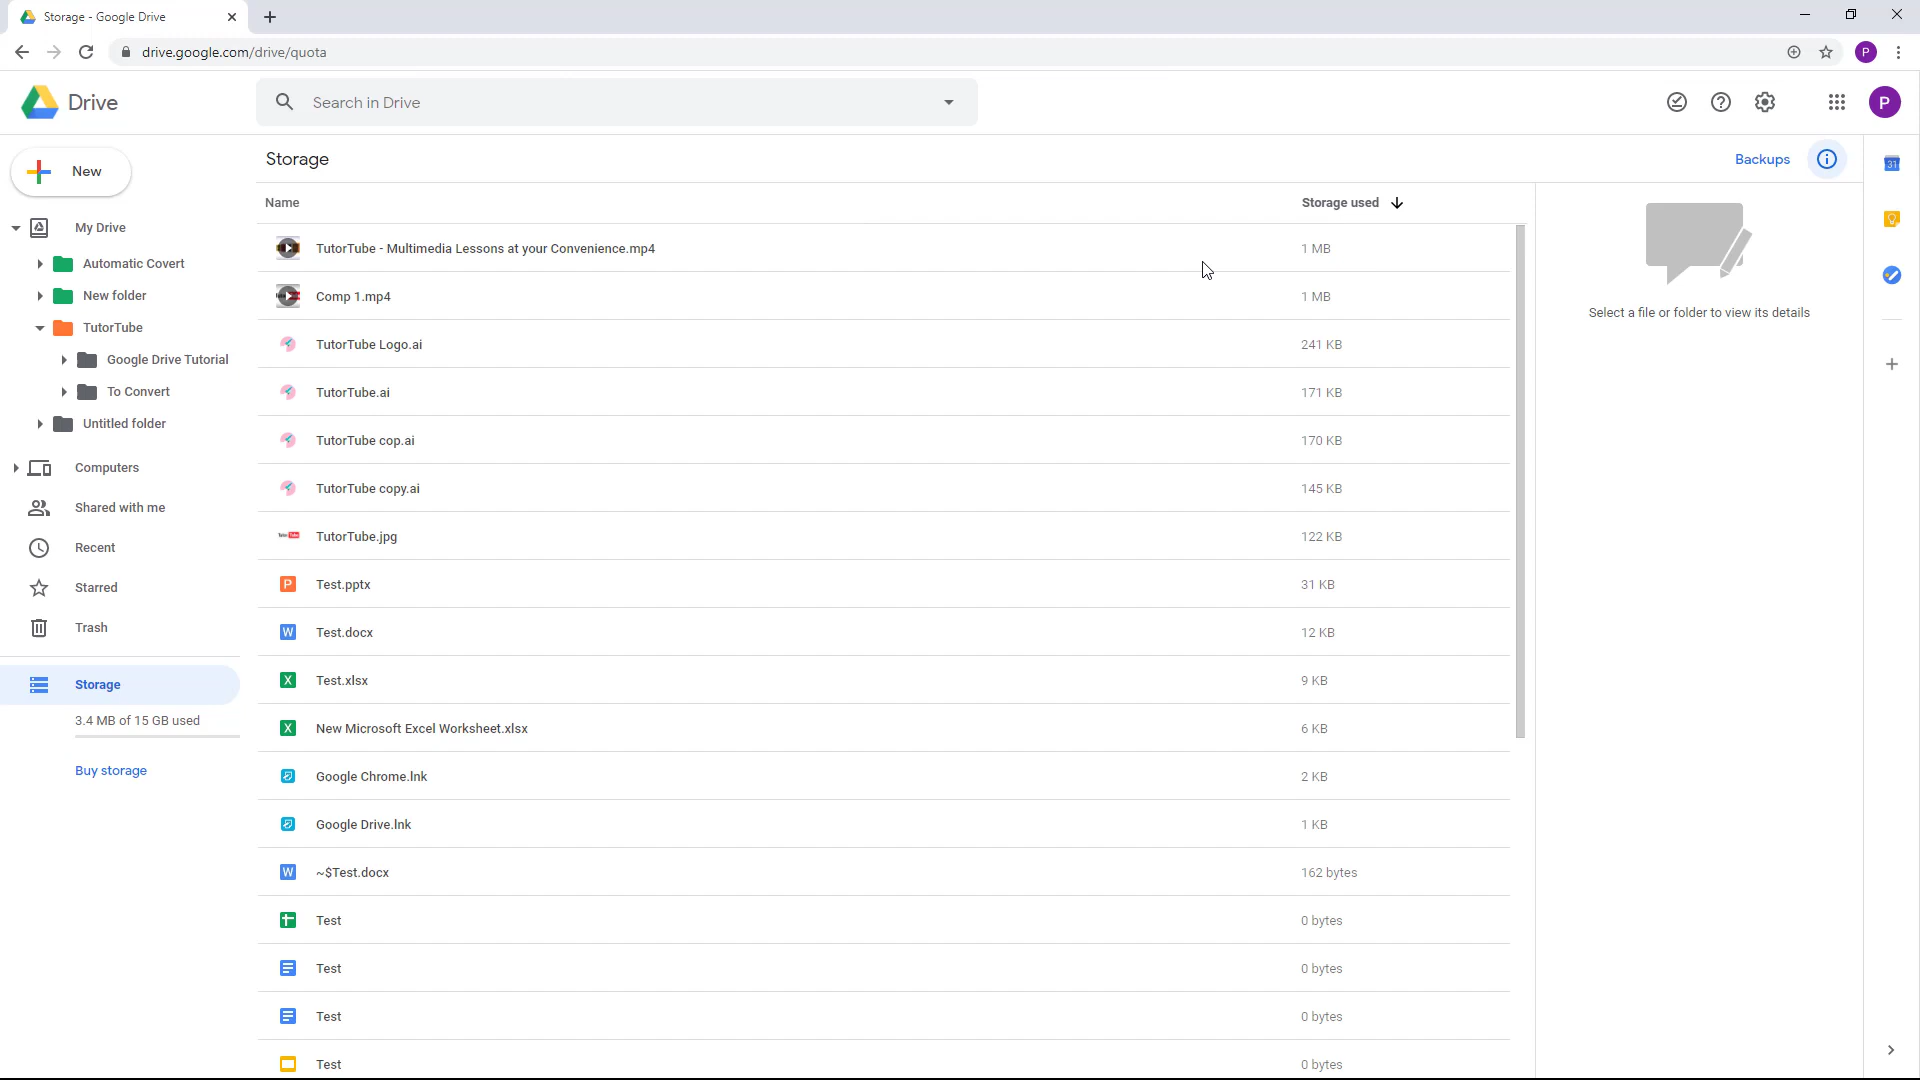 Storage - Google Drive
drive.google.com/drive/quota
P
Drive
Search in Drive
P
New
Storage
Backups
31
My Drive
Automatic Covert
New folder
TutorTube
Google Drive Tutorial
To Convert
Untitled folder
Computers
Shared with me
Recent
Starred
Trash
Storage
3.4 MB of 15 GB used
Buy storage
Name Storage used
TutorTube - Multimedia Lessons at your Convenience.mp4 1 MB
Comp 1.mp4 1 MB
TutorTube Logo.ai 241 KB
TutorTube.ai 171 KB
TutorTube cop.ai 170 KB
TutorTube copy.ai 145 KB
TutorTube.jpg 122 KB
P Test.pptx 31 KB
W Test.docx 12 KB
X Test.xlsx 9 KB
X New Microsoft Excel Worksheet.xlsx 6 KB
Google Chrome.lnk 2 KB
Google Drive.lnk 1 KB
W ~$Test.docx 162 bytes
Test 0 bytes
Test 0 bytes
Test 0 bytes
Test 0 bytes
Select a file or folder to view its details